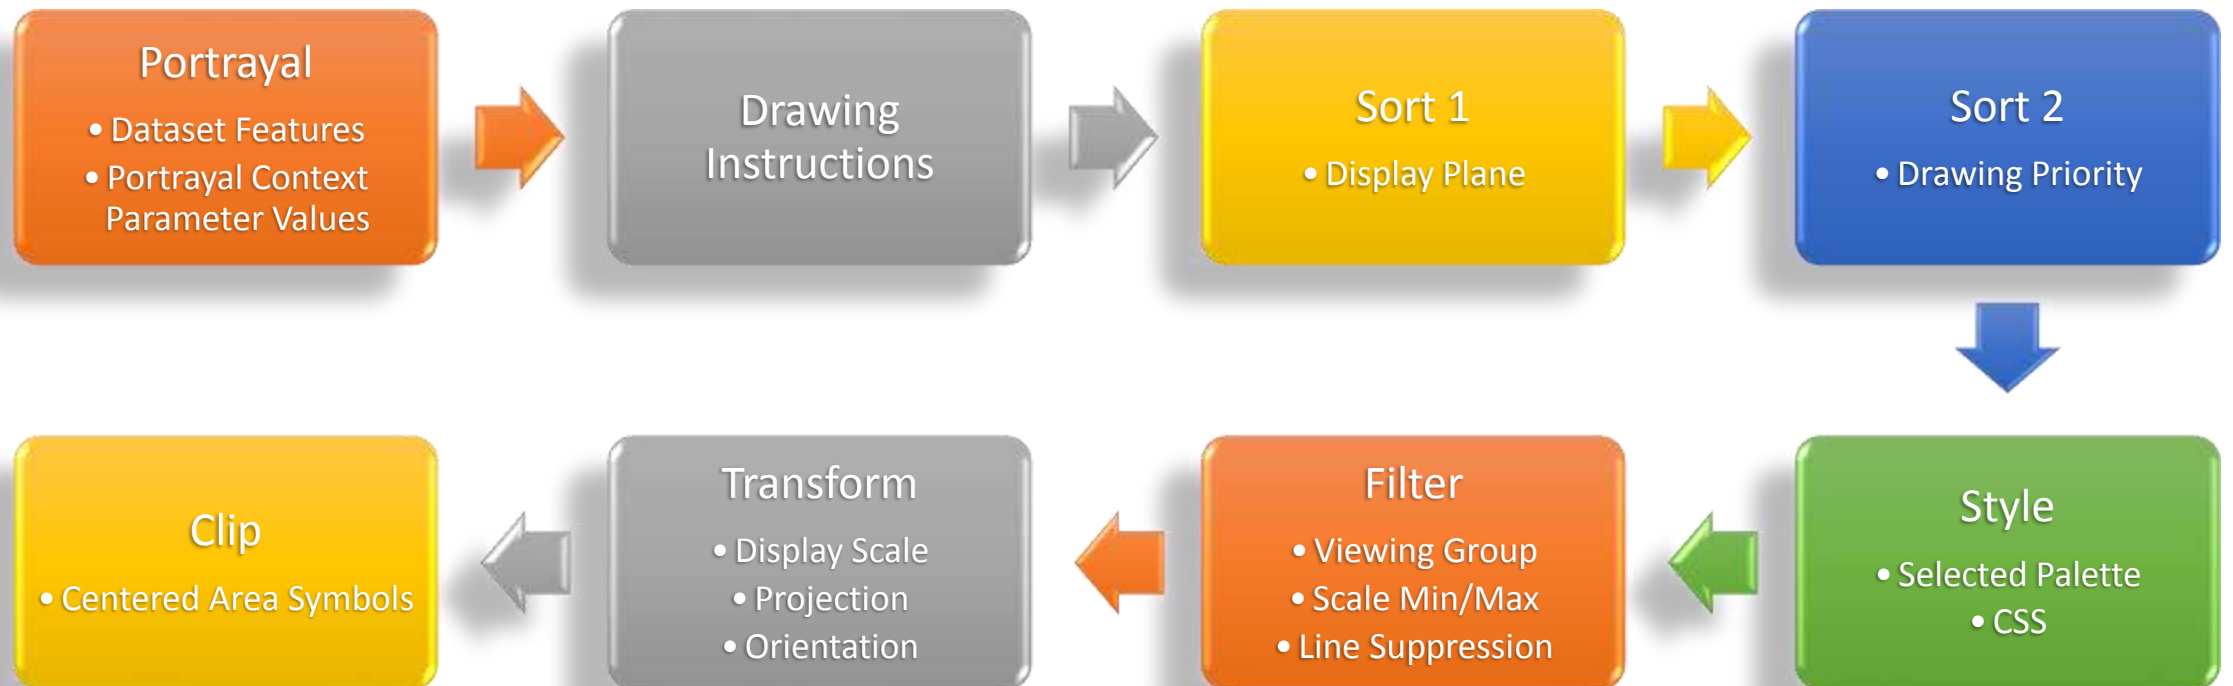 Portrayal
• Dataset Features
• Portrayal Context
Parameter Values
Drawing
Instructions
Sort 1
• Display Plane
Sort 2
• Drawing Priority
Style
• Selected Palette
• CSS
Filter
• Viewing Group
• Scale Min/Max
• Line Suppression
Transform
• Display Scale
• Projection
• Orientation
Clip
• Centered Area Symbols